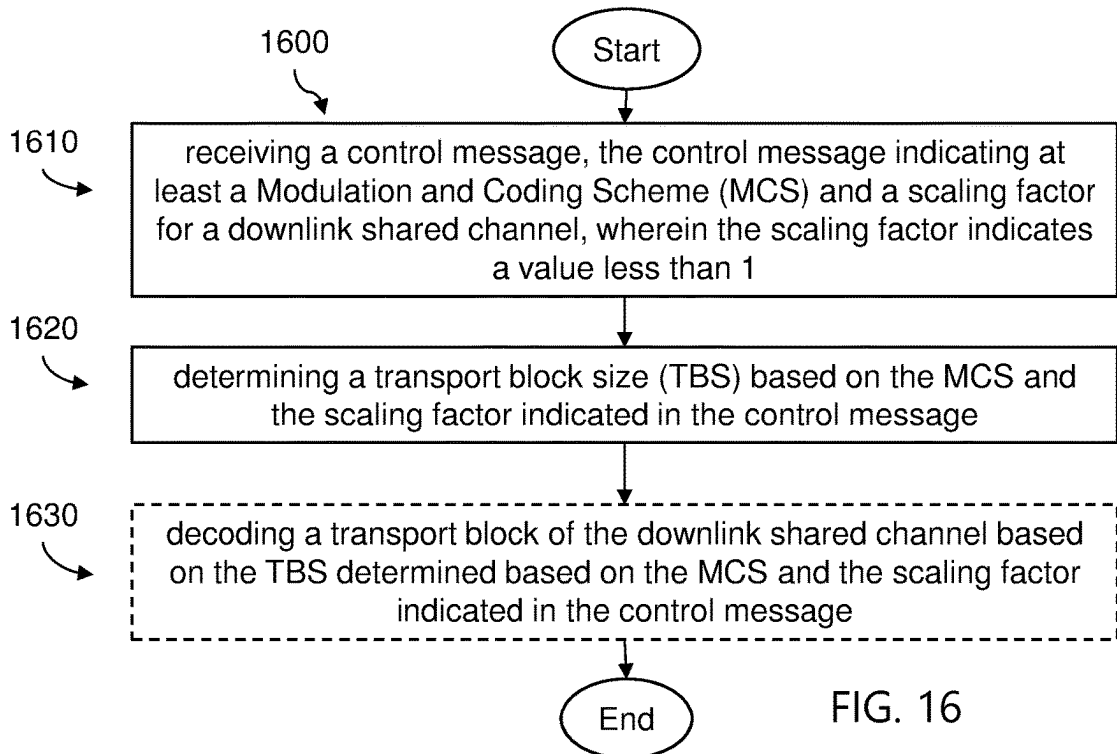 1600
Start
1610
receiving a control message, the control message indicating at
least a Modulation and Coding Scheme (MCS) and a scaling factor
for a downlink shared channel, wherein the scaling factor indicates
a value less than 1
1620
determining a transport block size (TBS) based on the MCS and
the scaling factor indicated in the control message
1630
decoding a transport block of the downlink shared channel based
on the TBS determined based on the MCS and the scaling factor
indicated in the control message
End
FIG. 16